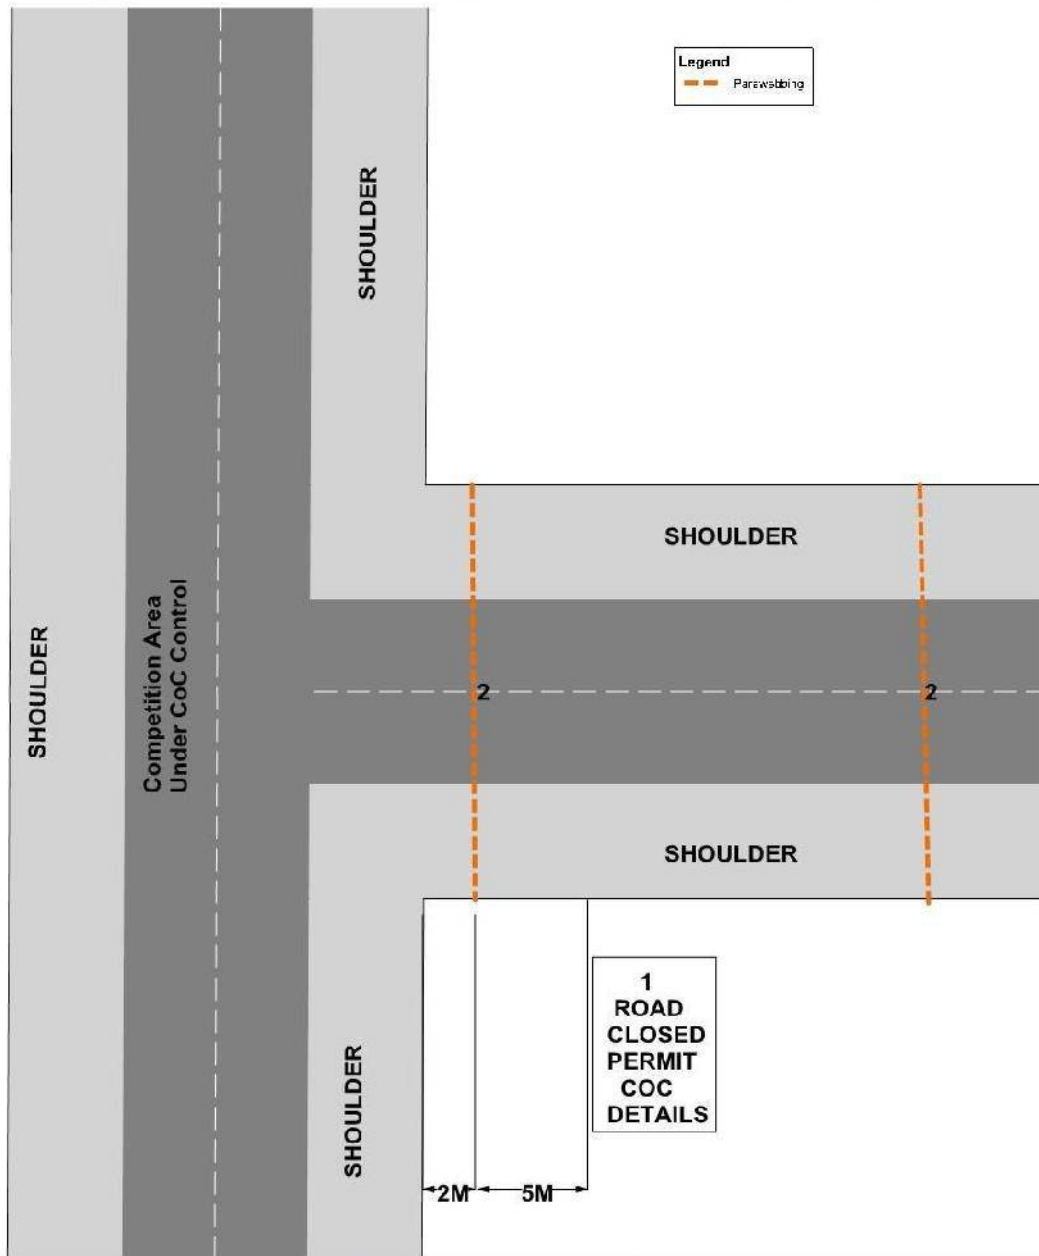 Legend
Parawebbing
SHOULDER
SHOULDER
SHOULDER
Competition Area
Under CoC Control
2
2
SHOULDER
SHOULDER
1
ROAD
CLOSED
PERMIT
COC
DETAILS
2M
5M